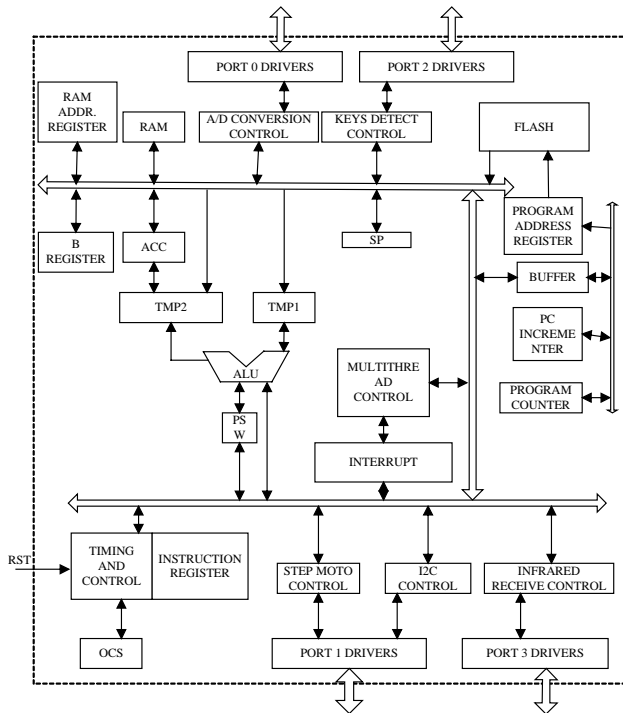 PORT 0 DRIVERS
PORT 2 DRIVERS
RAM
ADDR.
REGISTER
RAM
A/D CONVERSION
CONTROL
KEYS DETECT
CONTROL
FLASH
B
REGISTER
ACC
SP
PROGRAM
ADDRESS
REGISTER
BUFFER
TMP2
TMP1
PC
INCREME
NTER
ALU
MULTITHRE
AD CONTROL
PROGRAM
COUNTER
PS
W
INTERRUPT
RST
TIMING
AND
CONTROL
INSTRUCTION
REGISTER
STEP MOTO
CONTROL
I2C
CONTROL
INFRARED
RECEIVE CONTROL
OCS
PORT 1 DRIVERS
PORT 3 DRIVERS